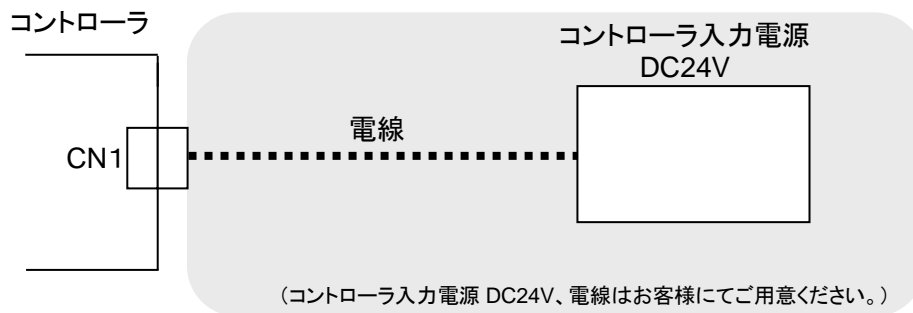 コントローラ
コントローラ入力電源
DC24V
電線
CN1
（コントローラ入力電源 DC24V、電線はお客様にてご用意ください。）